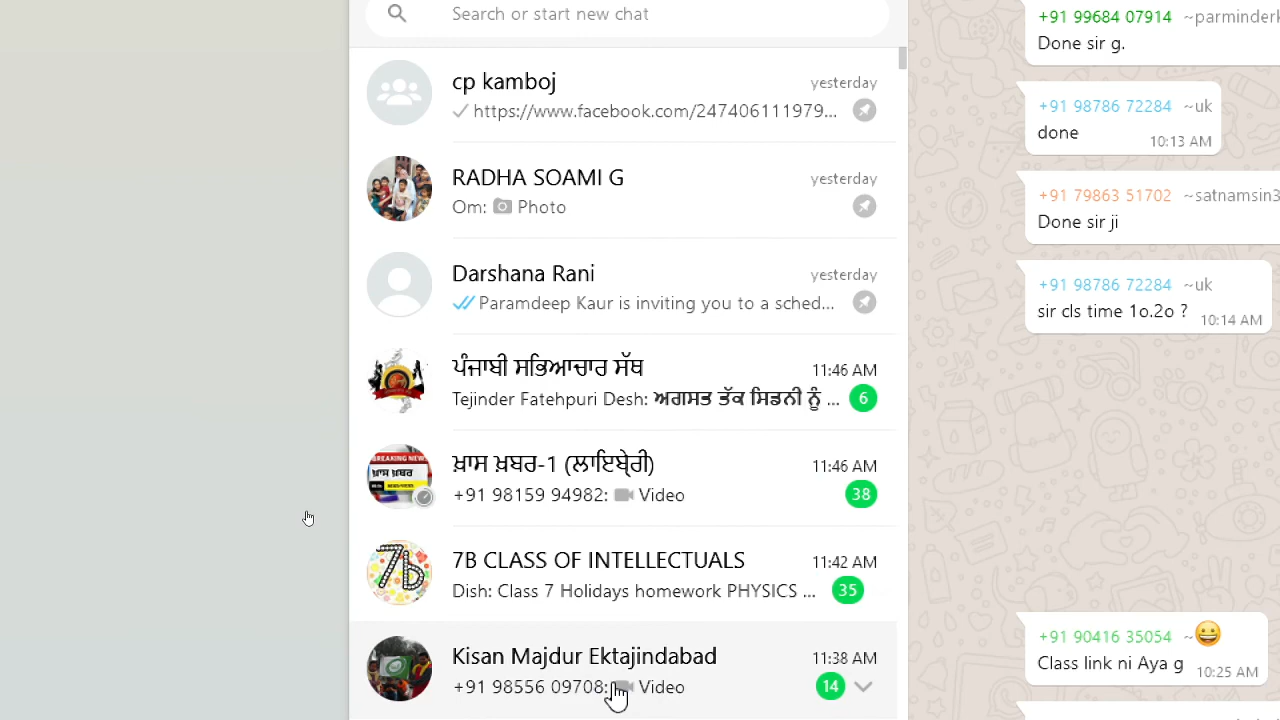 Search or start new chat
cp kamboj
yesterday
https://www.facebook.com/247406111979...
RADHA SOAMI G
yesterday
Om: Photo
Darshana Rani
yesterday
Paramdeep Kaur is inviting you to a sched...
ਪੰਜਾਬੀ ਸਭਿਆਚਾਰ ਸੱਥ
11:46 AM
Tejinder Fatehpuri Desh: ਅਗਸਤ ਤੱਕ ਸਿਡਨੀ ਨੂੰ ...
6
ਖ਼ਾਸ ਖ਼ਬਰ-1 (ਲਾਇਬ੍ਰੇਰੀ)
11:46 AM
+91 98159 94982: Video
38
BREAKING NEWS
ਖ਼ਾਸ ਖ਼ਬਰ
7B CLASS OF INTELLECTUALS
11:42 AM
Dish: Class 7 Holidays homework PHYSICS ...
35
7b
Kisan Majdur Ektajindabad
11:38 AM
+91 98556 09708: Video
14
+91 99684 07914 ~parminder
Done sir g.
+91 98786 72284 ~uk
done
10:13 AM
+91 79863 51702 ~satnamsin
Done sir ji
+91 98786 72284 ~uk
sir cls time 1o.2o ?
10:14 AM
+91 90416 35054 ~😀
Class link ni Aya g
10:25 AM